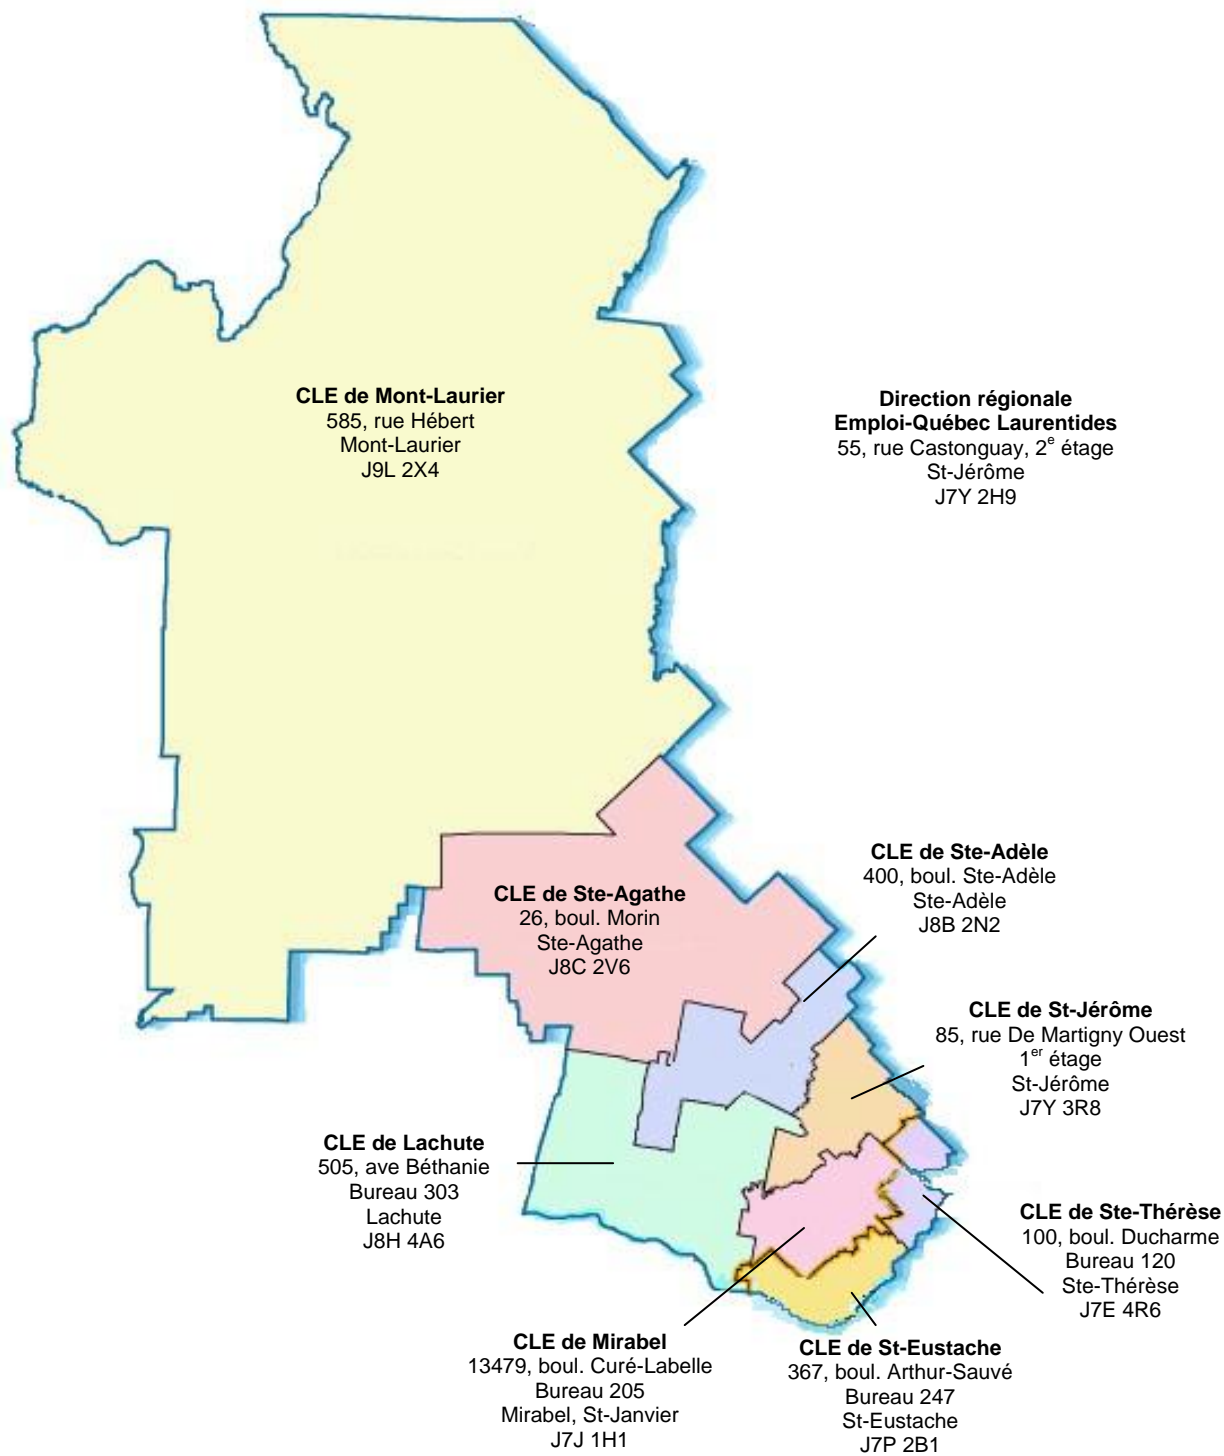 CLE de Mont-Laurier
585, rue Hébert
Mont-Laurier
J9L 2X4
Direction régionale
Emploi-Québec Laurentides
55, rue Castonguay, 2e étage
St-Jérôme
J7Y 2H9
CLE de Ste-Adèle
400, boul. Ste-Adèle
Ste-Adèle
J8B 2N2
CLE de Ste-Agathe
26, boul. Morin
Ste-Agathe
J8C 2V6
CLE de St-Jérôme
85, rue De Martigny Ouest
1er étage
St-Jérôme
J7Y 3R8
CLE de Lachute
505, ave Béthanie
Bureau 303
Lachute
J8H 4A6
CLE de Ste-Thérèse
100, boul. Ducharme
Bureau 120
Ste-Thérèse
J7E 4R6
CLE de Mirabel
13479, boul. Curé-Labelle
Bureau 205
Mirabel, St-Janvier
J7J 1H1
CLE de St-Eustache
367, boul. Arthur-Sauvé
Bureau 247
St-Eustache
J7P 2B1